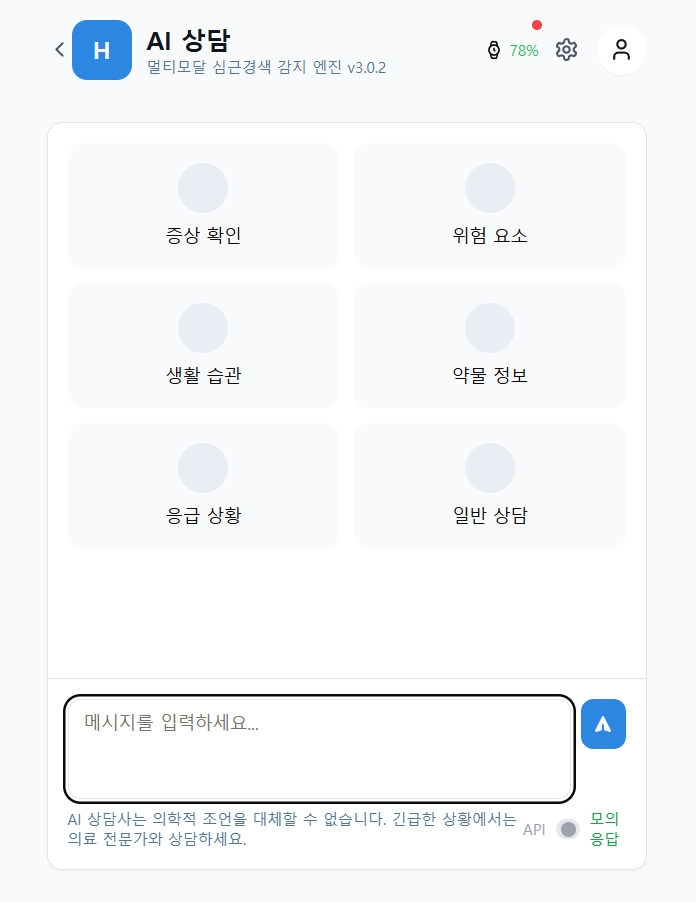 H
AI 상담
멀티모달 심근경색 감지 엔진 v3.0.2
78%
증상 확인
위험 요소
생활 습관
약물 정보
응급 상황
일반 상담
메시지를 입력하세요...
AI 상담사는 의학적 조언을 대체할 수 없습니다. 긴급한 상황에서는
의료 전문가와 상담하세요.
API
모의
응답